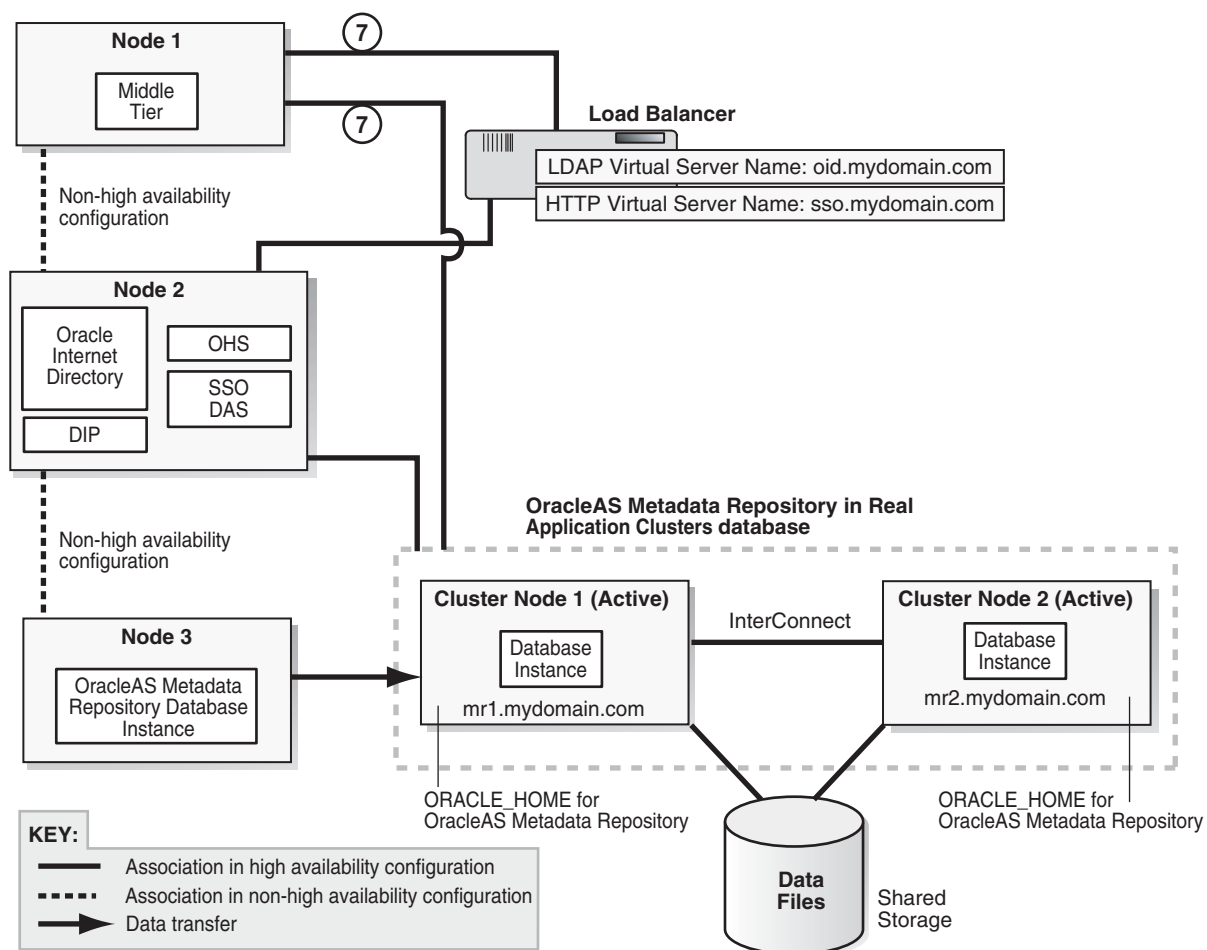 Node 1
Middle
Tier
7
7
Load Balancer
LDAP Virtual Server Name: oid.mydomain.com
HTTP Virtual Server Name: sso.mydomain.com
Non-high availability
configuration
Node 2
Oracle
Internet
Directory
OHS
SSO
DAS
DIP
Non-high availability
configuration
OracleAS Metadata Repository in Real
Application Clusters database
Node 3
OracleAS Metadata
Repository Database
Instance
Cluster Node 1 (Active)
Database
Instance
mr1.mydomain.com
InterConnect
Cluster Node 2 (Active)
Database
Instance
mr2.mydomain.com
ORACLE_HOME for
OracleAS Metadata Repository
ORACLE_HOME for
OracleAS Metadata Repository
Data
Files
Shared
Storage
KEY:
Association in high availability configuration
Association in non-high availability configuration
Data transfer